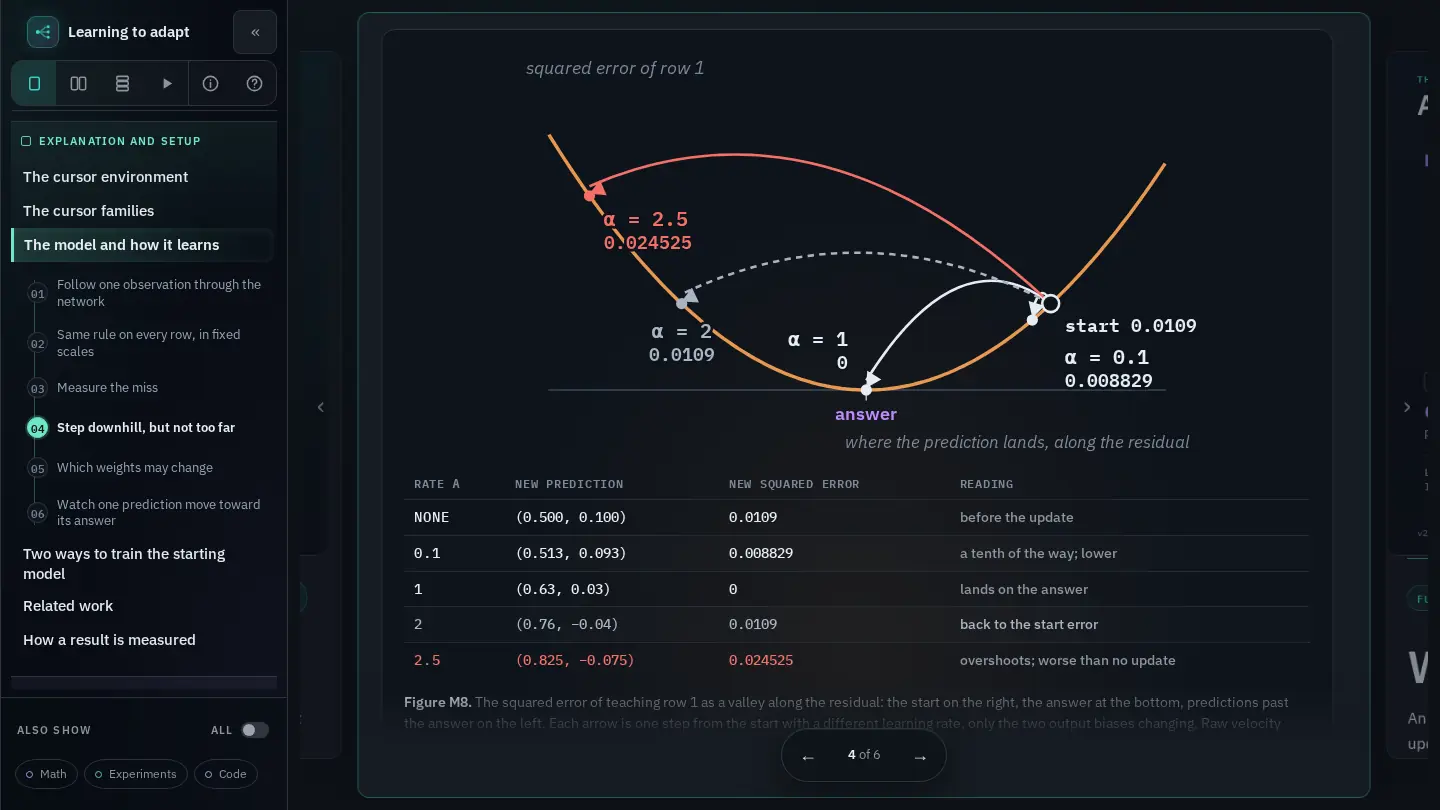 Learning to adapt
«
EXPLANATION AND SETUP
The cursor environment
The cursor families
The model and how it learns
01 Follow one observation through the
network
02 Same rule on every row, in fixed
scales
03 Measure the miss
04 Step downhill, but not too far
05 Which weights may change
06 Watch one prediction move toward
its answer
Two ways to train the starting
model
Related work
How a result is measured
ALSO SHOW ALL
Math Experiments Code
squared error of row 1
α = 2.5
0.024525
α = 2
0.0109
α = 1
0
start 0.0109
α = 0.1
0.008829
answer
where the prediction lands, along the residual
RATE Α NEW PREDICTION NEW SQUARED ERROR READING
NONE (0.500, 0.100) 0.0109 before the update
0.1 (0.513, 0.093) 0.008829 a tenth of the way; lower
1 (0.63, 0.03) 0 lands on the answer
2 (0.76, −0.04) 0.0109 back to the start error
2.5 (0.825, −0.075) 0.024525 overshoots; worse than no update
Figure M8. The squared error of teaching row 1 as a valley along the residual: the start on the right, the answer at the bottom, predictions past
the answer on the left. Each arrow is one step from the start with a different learning rate, only the two output biases changing. Raw velocity
← 4 of 6 →
An